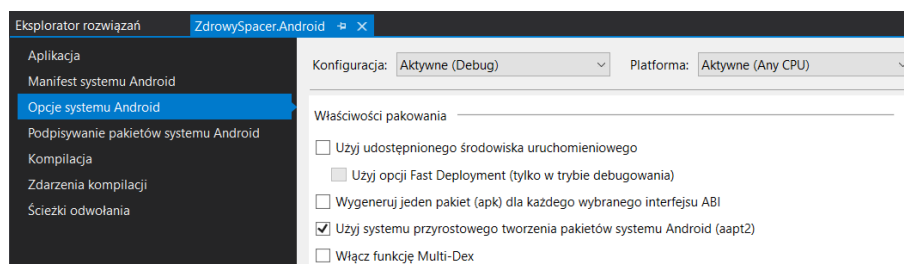 Eksplorator rozwiązań ZdrowySpacer.Android
Aplikacja
Manifest systemu Android
Opcje systemu Android
Podpisywanie pakietów systemu Android
Kompilacja
Zdarzenia kompilacji
Ścieżki odwołania
Konfiguracja: Aktywne (Debug) Platforma: Aktywne (Any CPU)
Właściwości pakowania
Użyj udostępnionego środowiska uruchomieniowego
Użyj opcji Fast Deployment (tylko w trybie debugowania)
Wygeneruj jeden pakiet (apk) dla każdego wybranego interfejsu ABI
Użyj systemu przyrostowego tworzenia pakietów systemu Android (aapt2)
Włącz funkcję Multi-Dex